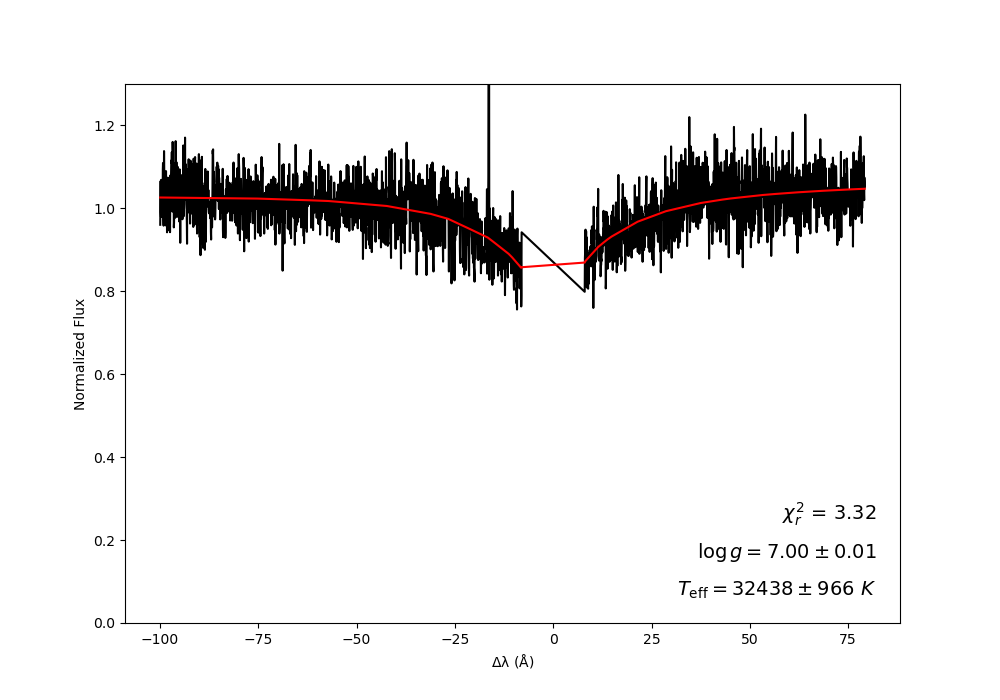 1.2
1.0
0.8
0.6
0.4
0.2
0.0
Normalized Flux
χ²ᵣ = 3.32
log g = 7.00 ± 0.01
T_eff = 32438 ± 966 K
−100 −75 −50 −25 0 25 50 75
Δλ (Å)